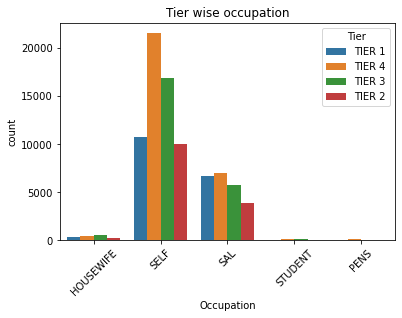 Tier wise occupation
Tier
TIER 1
TIER 4
TIER 3
TIER 2
count
20000
15000
10000
5000
0
HOUSEWIFE
SELF
SAL
STUDENT
PENS
Occupation